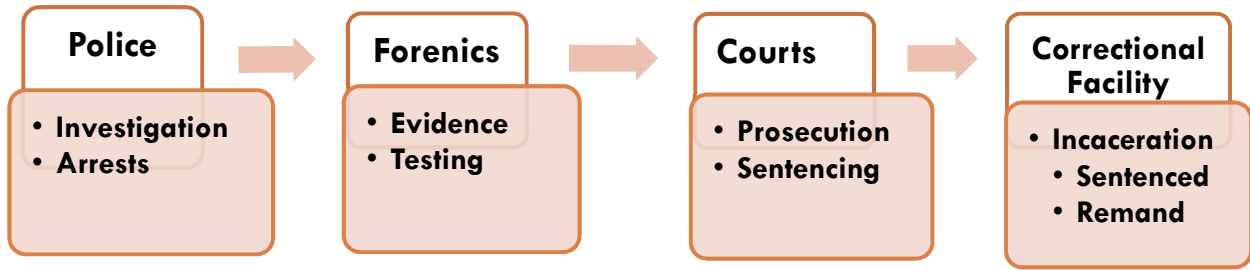 Police
• Investigation
• Arrests
Forenics
• Evidence
• Testing
Courts
• Prosecution
• Sentencing
Correctional
Facility
• Incaceration
• Sentenced
• Remand